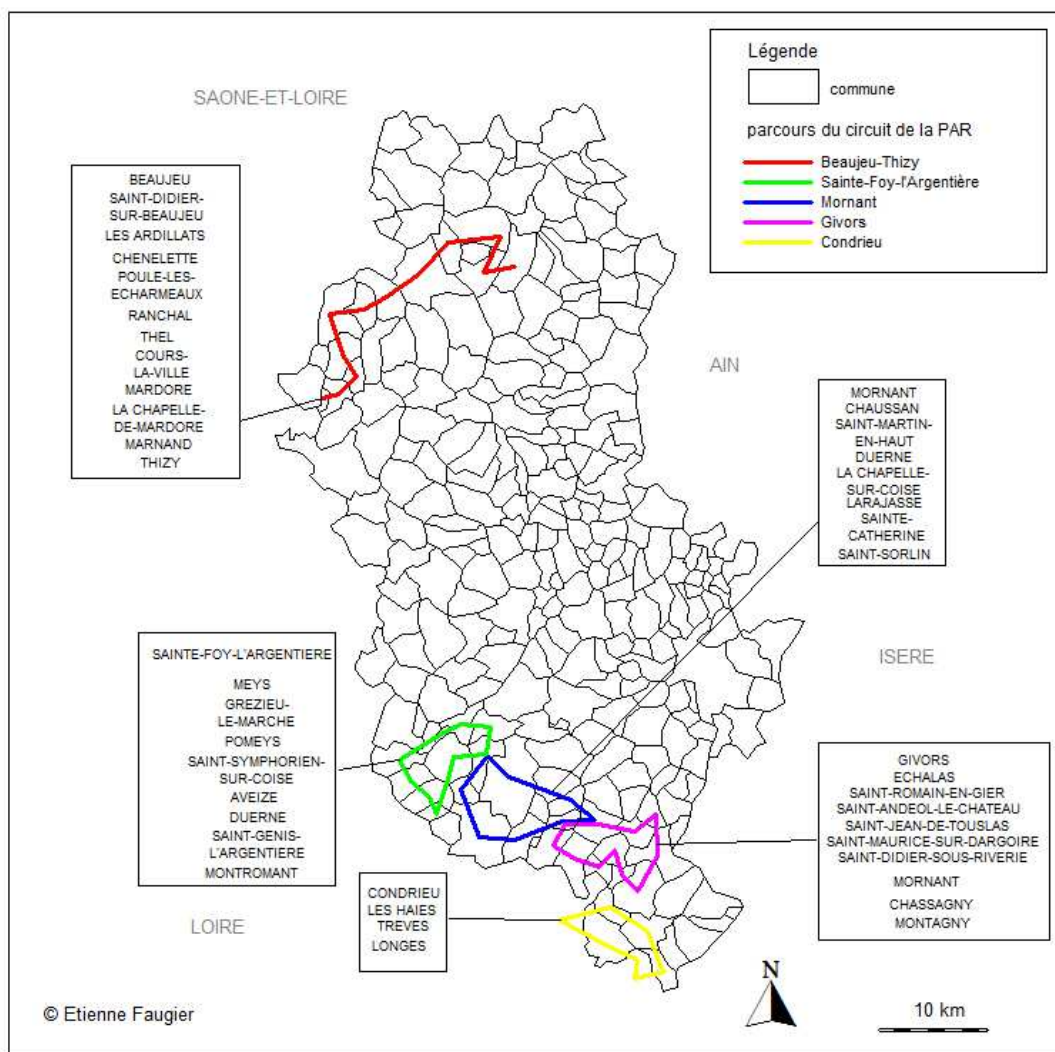 Légende
commune
parcours du circuit de la PAR
Beaujeu-Thizy
Sainte-Foy-l'Argentière
Mornant
Givors
Condrieu
SAONE-ET-LOIRE
BEAUJEU
SAINT-DIDIER-
SUR-BEAUJEU
LES ARDILLATS
CHENELETTE
POULE-LES-
ECHARMEAUX
RANCHAL
THEL
COURS-
LA-VILLE
MARDORE
LA CHAPELLE-
DE-MARDORE
MARNAND
THIZY
AIN
MORNANT
CHAUSSAN
SAINT-MARTIN-
EN-HAUT
DUERNE
LA CHAPELLE-
SUR-COISE
LARAJASSE
SAINTE-
CATHERINE
SAINT-SORLIN
ISERE
SAINTE-FOY-L'ARGENTIERE
MEYS
GREZIEU-
LE-MARCHE
POMEYS
SAINT-SYMPHORIEN-
SUR-COISE
AVEIZE
DUERNE
SAINT-GENIS-
L'ARGENTIERE
MONTROMANT
GIVORS
ECHALAS
SAINT-ROMAIN-EN-GIER
SAINT-ANDEOL-LE-CHATEAU
SAINT-JEAN-DE-TOUSLAS
SAINT-MAURICE-SUR-DARGOIRE
SAINT-DIDIER-SOUS-RIVERIE
MORNANT
CHASSAGNY
MONTAGNY
CONDRIEU
LES HAIES
TREVES
LONGES
LOIRE
© Etienne Faugier
N
10 km